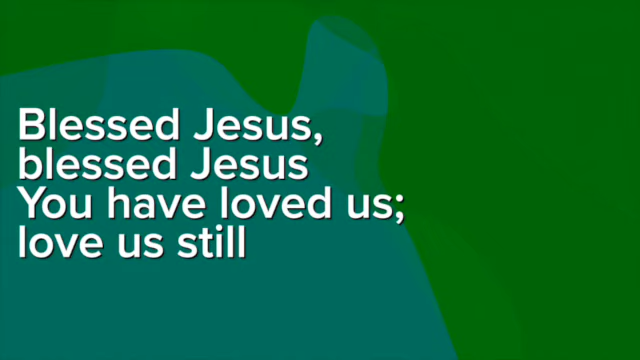 Blessed Jesus,
blessed Jesus
You have loved us;
love us still